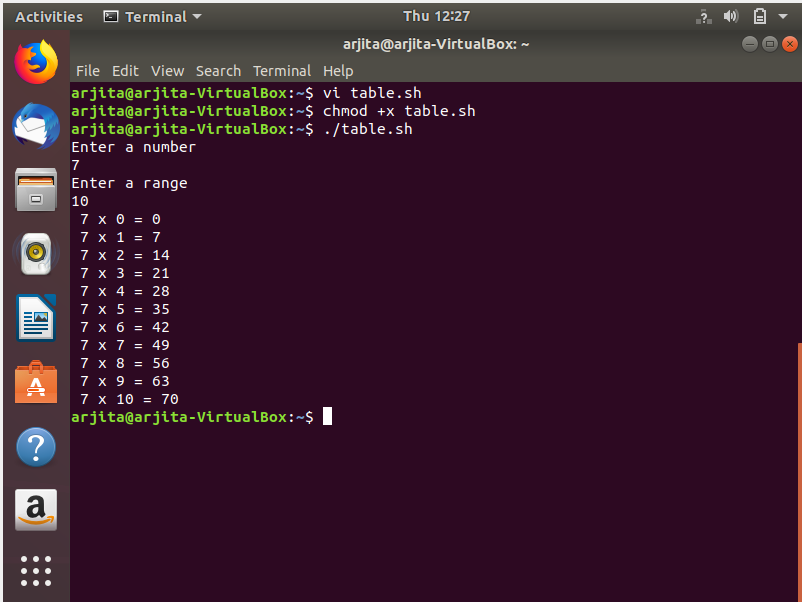 Activities Terminal Thu 12:27
arjita@arjita-VirtualBox: ~
File Edit View Search Terminal Help
arjita@arjita-VirtualBox:~$ vi table.sh
arjita@arjita-VirtualBox:~$ chmod +x table.sh
arjita@arjita-VirtualBox:~$ ./table.sh
Enter a number
7
Enter a range
10
7 x 0 = 0
7 x 1 = 7
7 x 2 = 14
7 x 3 = 21
7 x 4 = 28
7 x 5 = 35
7 x 6 = 42
7 x 7 = 49
7 x 8 = 56
7 x 9 = 63
7 x 10 = 70
arjita@arjita-VirtualBox:~$